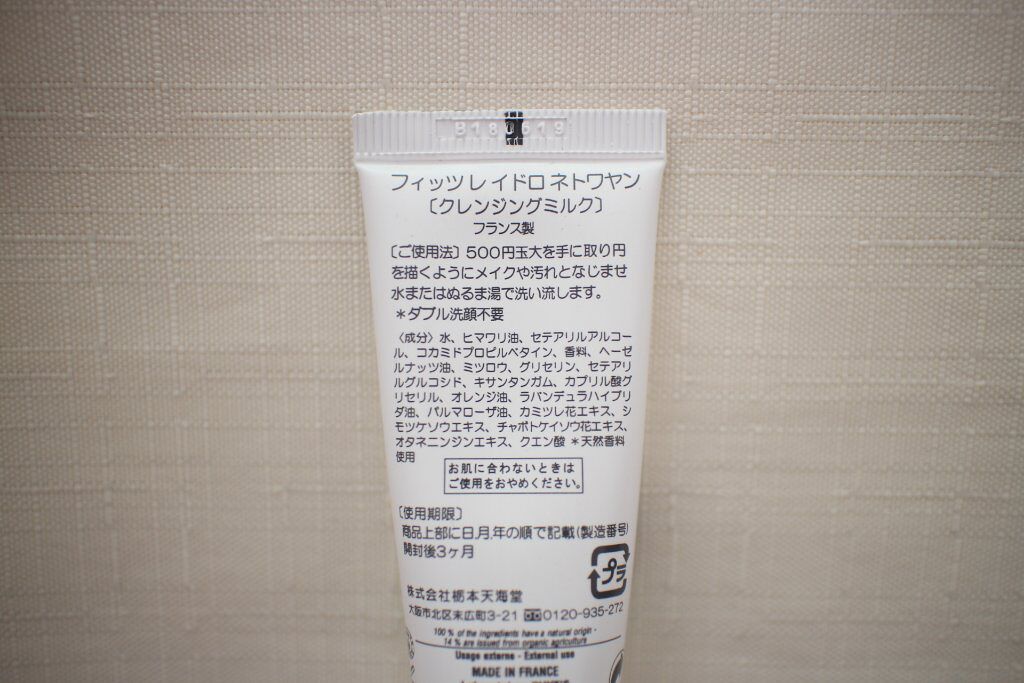 B180619
フィッツ レ イドロ ネトワヤン
〔クレンジングミルク〕
フランス製
〔ご使用法〕500円玉大を手に取り円
を描くようにメイクや汚れとなじませ
水またはぬるま湯で洗い流します。
＊ダブル洗顔不要
〈成分〉水、ヒマワリ油、セテアリルアルコー
ル、コカミドプロピルベタイン、香料、ヘーゼ
ルナッツ油、ミツロウ、グリセリン、セテアリ
ルグルコシド、キサンタンガム、カプリル酸グ
リセリル、オレンジ油、ラバンデュラハイブリ
ダ油、パルマローザ油、カミツレ花エキス、シ
モツケソウエキス、チャボトケイソウ花エキス、
オタネニンジンエキス、クエン酸 ＊天然香料
使用
お肌に合わないときは
ご使用をおやめください。
〔使用期限〕
商品上部に日.月.年の順で記載(製造番号)
開封後3ヶ月
プラ
株式会社栃本天海堂
大阪市北区末広町3-21 0120-935-272
100 % of the ingredients have a natural origin -
14 % are issued from organic agriculture
Usage externe - External use
MADE IN FRANCE